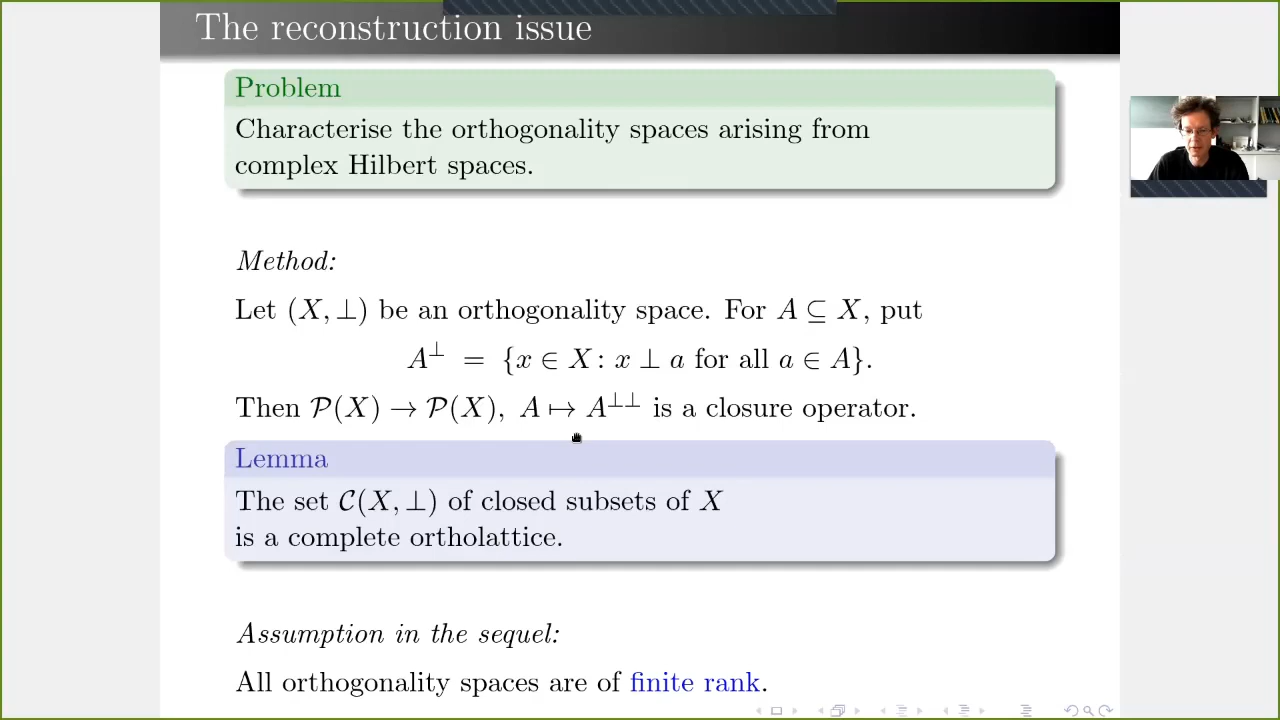 The reconstruction issue
Problem
Characterise the orthogonality spaces arising from
complex Hilbert spaces.
Method:
Let (X, ⊥) be an orthogonality space. For A ⊆ X, put
A⊥ = {x ∈ X : x ⊥ a for all a ∈ A}.
Then 𝒫(X) → 𝒫(X), A ↦ A⊥⊥ is a closure operator.
Lemma
The set 𝒞(X, ⊥) of closed subsets of X
is a complete ortholattice.
Assumption in the sequel:
All orthogonality spaces are of finite rank.